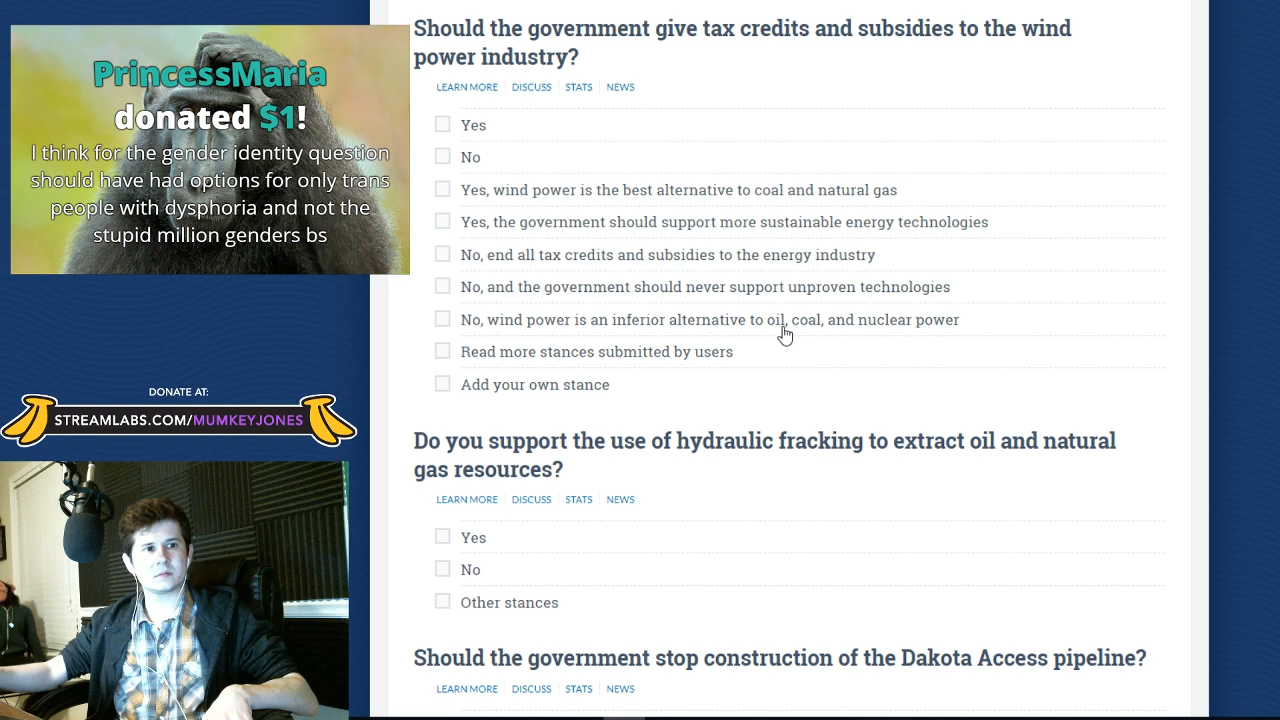 PrincessMaria
donated $1!
I think for the gender identity question
should have had options for only trans
people with dysphoria and not the
stupid million genders bs
DONATE AT:
STREAMLABS.COM/MUMKEYJONES
Should the government give tax credits and subsidies to the wind
power industry?
LEARN MORE DISCUSS STATS NEWS
Yes
No
Yes, wind power is the best alternative to coal and natural gas
Yes, the government should support more sustainable energy technologies
No, end all tax credits and subsidies to the energy industry
No, and the government should never support unproven technologies
No, wind power is an inferior alternative to oil, coal, and nuclear power
Read more stances submitted by users
Add your own stance
Do you support the use of hydraulic fracking to extract oil and natural
gas resources?
LEARN MORE DISCUSS STATS NEWS
Yes
No
Other stances
Should the government stop construction of the Dakota Access pipeline?
LEARN MORE DISCUSS STATS NEWS